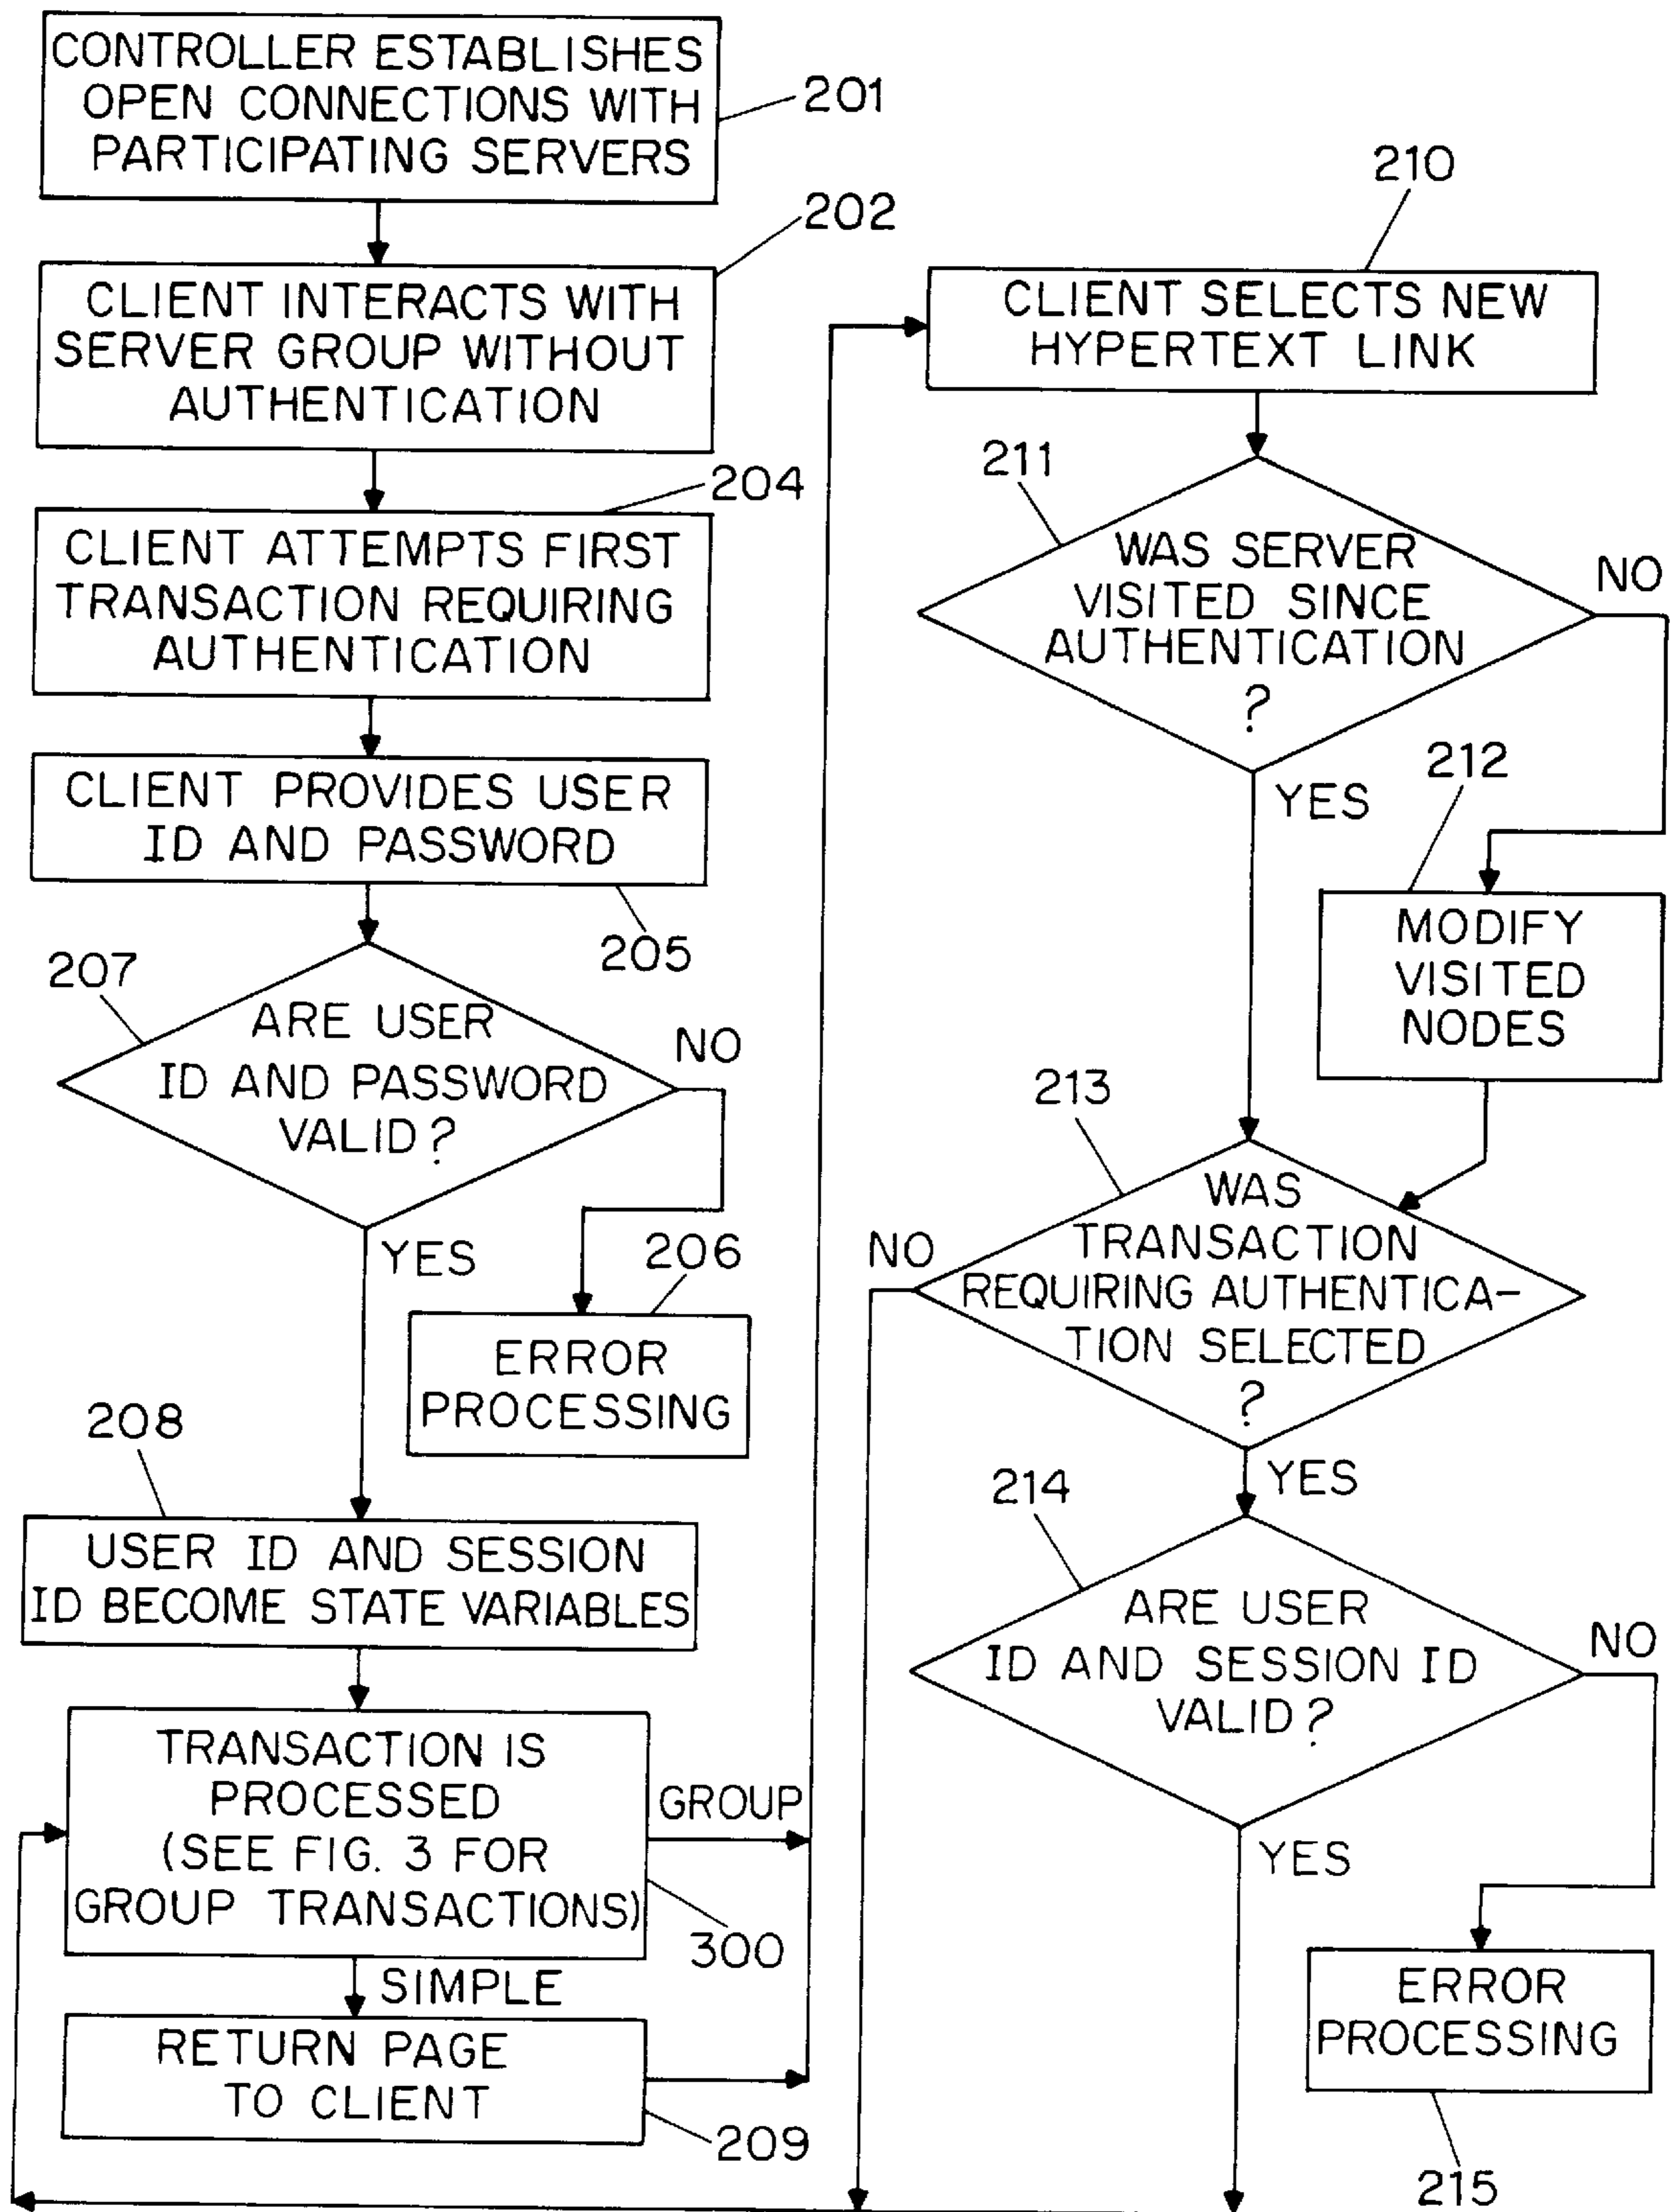 CONTROLLER ESTABLISHES
OPEN CONNECTIONS WITH
PARTICIPATING SERVERS
201
202
CLIENT INTERACTS WITH
SERVER GROUP WITHOUT
AUTHENTICATION
204
CLIENT ATTEMPTS FIRST
TRANSACTION REQUIRING
AUTHENTICATION
CLIENT PROVIDES USER
ID AND PASSWORD
205
207
ARE USER
ID AND PASSWORD
VALID?
NO
YES
206
ERROR
PROCESSING
208
USER ID AND SESSION
ID BECOME STATE VARIABLES
TRANSACTION IS
PROCESSED
(SEE FIG. 3 FOR
GROUP TRANSACTIONS)
GROUP
300
SIMPLE
RETURN PAGE
TO CLIENT
209
210
CLIENT SELECTS NEW
HYPERTEXT LINK
211
WAS SERVER
VISITED SINCE
AUTHENTICATION
?
NO
YES
212
MODIFY
VISITED
NODES
213
WAS
TRANSACTION
REQUIRING AUTHENTICA-
TION SELECTED
?
NO
YES
214
ARE USER
ID AND SESSION ID
VALID?
NO
YES
ERROR
PROCESSING
215